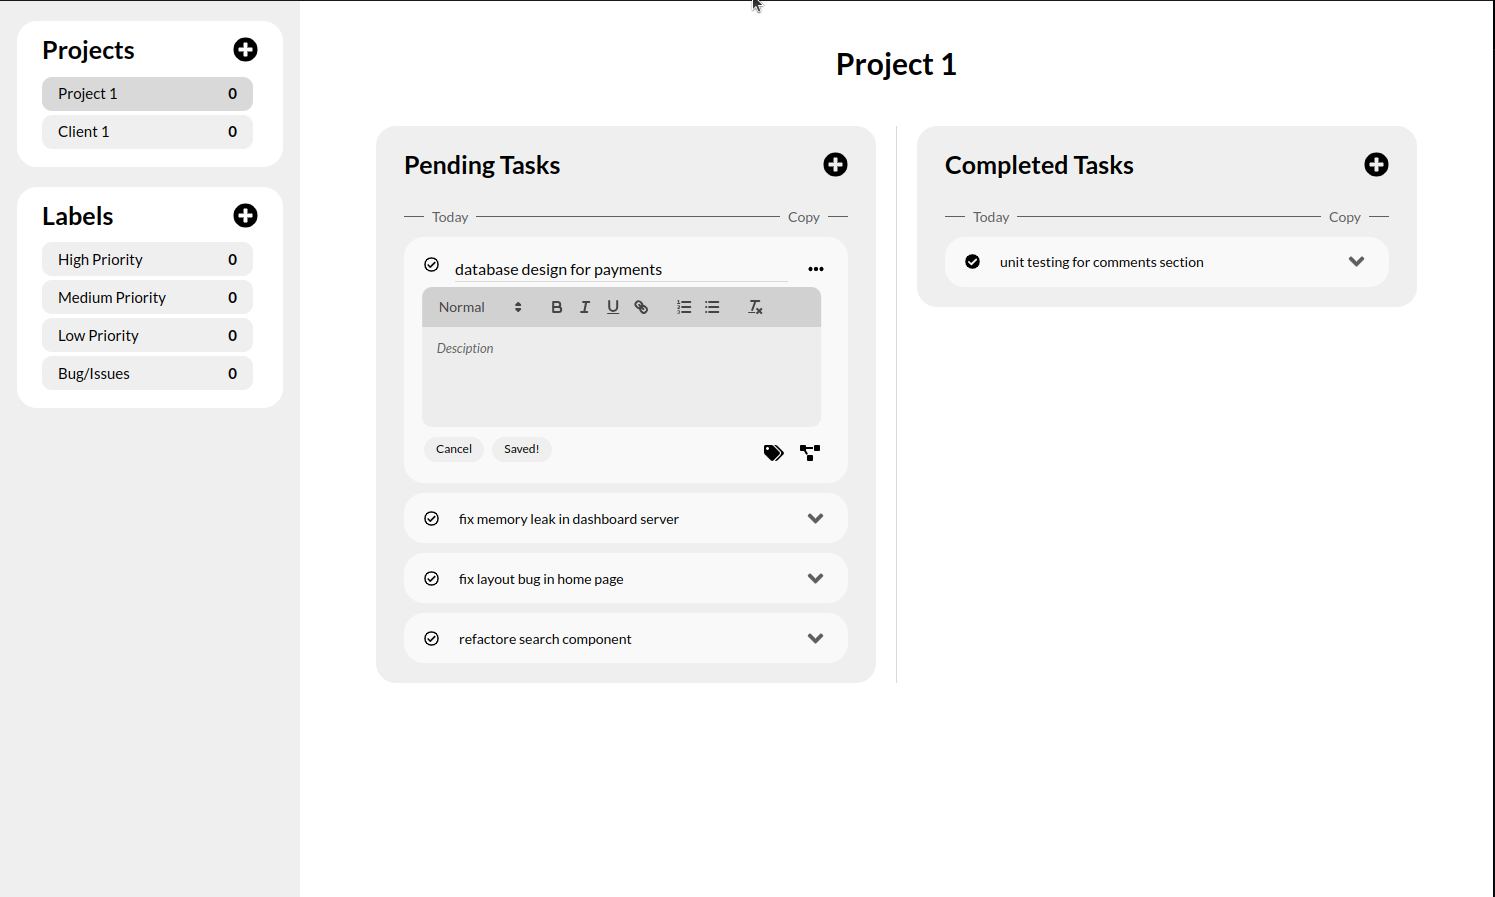 Projects
Project 1 0
Client 1 0
Labels
High Priority 0
Medium Priority 0
Low Priority 0
Bug/Issues 0
Project 1
Pending Tasks
Today Copy
database design for payments
Normal B I U
Desciption
Cancel Saved!
fix memory leak in dashboard server
fix layout bug in home page
refactore search component
Completed Tasks
Today Copy
unit testing for comments section